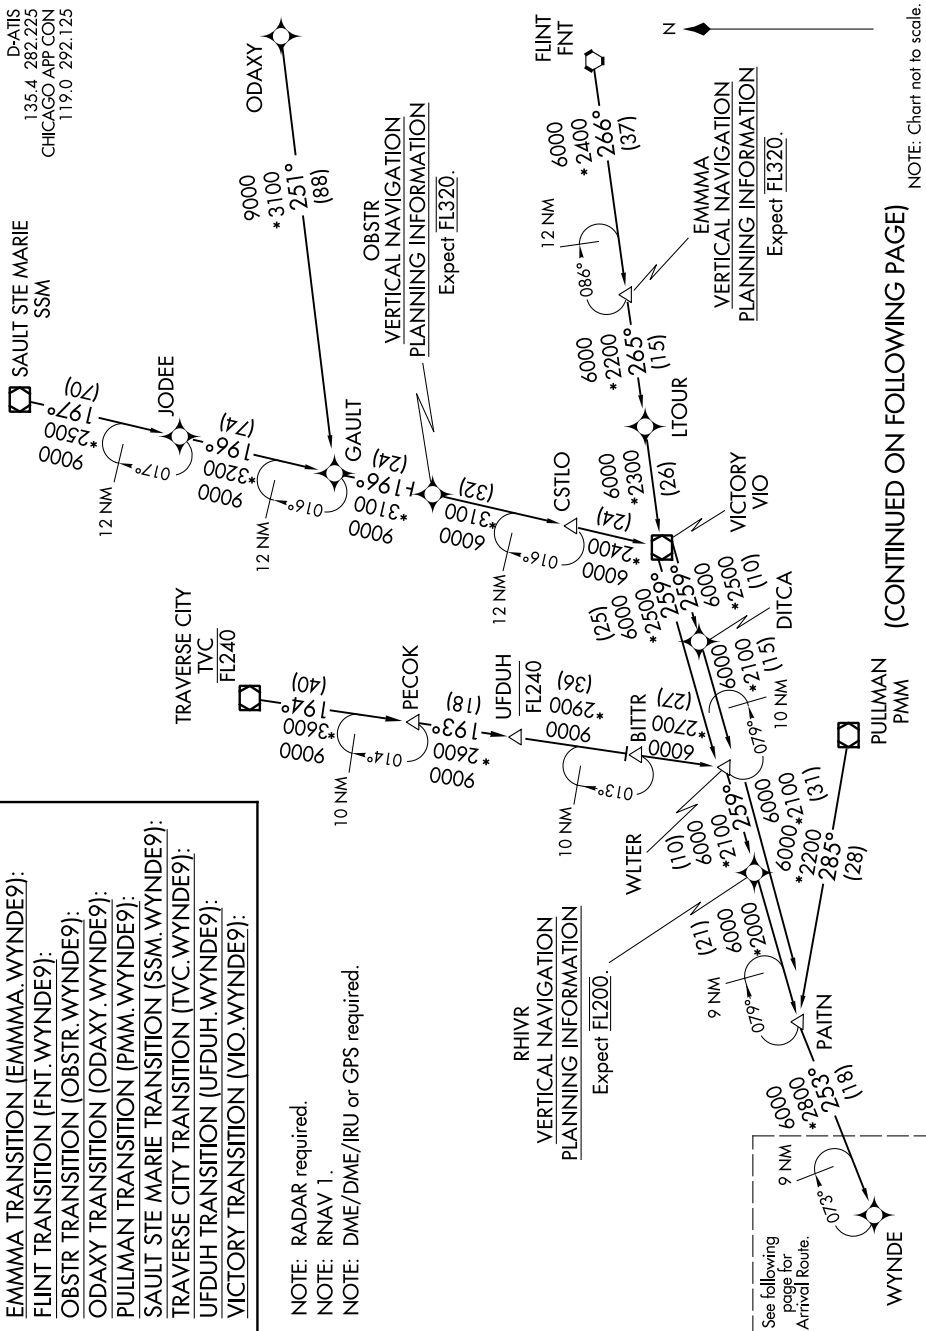 D-ATIS
135.4 282.225
CHICAGO APP CON
119.0 292.125
EMMMA TRANSITION (EMMMA.WYNDE9):
FLINT TRANSITION (FNT.WYNDE9):
OBSTR TRANSITION (OBSTR.WYNDE9):
ODAXY TRANSITION (ODAXY.WYNDE9):
PULLMAN TRANSITION (PMM.WYNDE9):
SAULT STE MARIE TRANSITION (SSM.WYNDE9):
TRAVERSE CITY TRANSITION (TVC.WYNDE9):
UFDUH TRANSITION (UFDUH.WYNDE9):
VICTORY TRANSITION (VIO.WYNDE9):
NOTE: RADAR required.
NOTE: RNAV 1.
NOTE: DME/DME/IRU or GPS required.
SAULT STE MARIE
SSM
9000
*2500
197°
(70)
12 NM
017°
JODEE
9000
*3200
196°
(74)
12 NM
016°
GAULT
ODAXY
9000
*3100
251°
(88)
9000
*3100
196°
(24)
OBSTR
VERTICAL NAVIGATION
PLANNING INFORMATION
Expect FL320.
6000
*3100
(32)
12 NM
016°
CSTLO
6000
*2400
(24)
FLINT
FNT
6000
*2400
266°
(37)
12 NM
086°
EMMMA
VERTICAL NAVIGATION
PLANNING INFORMATION
Expect FL320.
6000
*2200
265°
(15)
LTOUR
6000
*2300
(26)
VICTORY
VIO
(25)
6000
*2500
259°
259°
6000
*2500
(10)
DITCA
6000
*2100
(15)
10 NM
079°
TRAVERSE CITY
TVC
FL240
9000
*3600
194°
(40)
10 NM
014°
PECOK
9000
*2600
193°
(18)
UFDUH
FL240
9000
*2900
(36)
10 NM
013°
BITTR
6000
*2700
(27)
WLTER
(10)
6000
*2100
259°
6000
*2100
(31)
RHIVR
VERTICAL NAVIGATION
PLANNING INFORMATION
Expect FL200.
(21)
6000
*2000
9 NM
079°
PULLMAN
PMM
6000
*2200
285°
(28)
PAITN
6000
*2800
253°
(18)
9 NM
073°
WYNDE
See following
page for
Arrival Route.
(CONTINUED ON FOLLOWING PAGE)
N
NOTE: Chart not to scale.